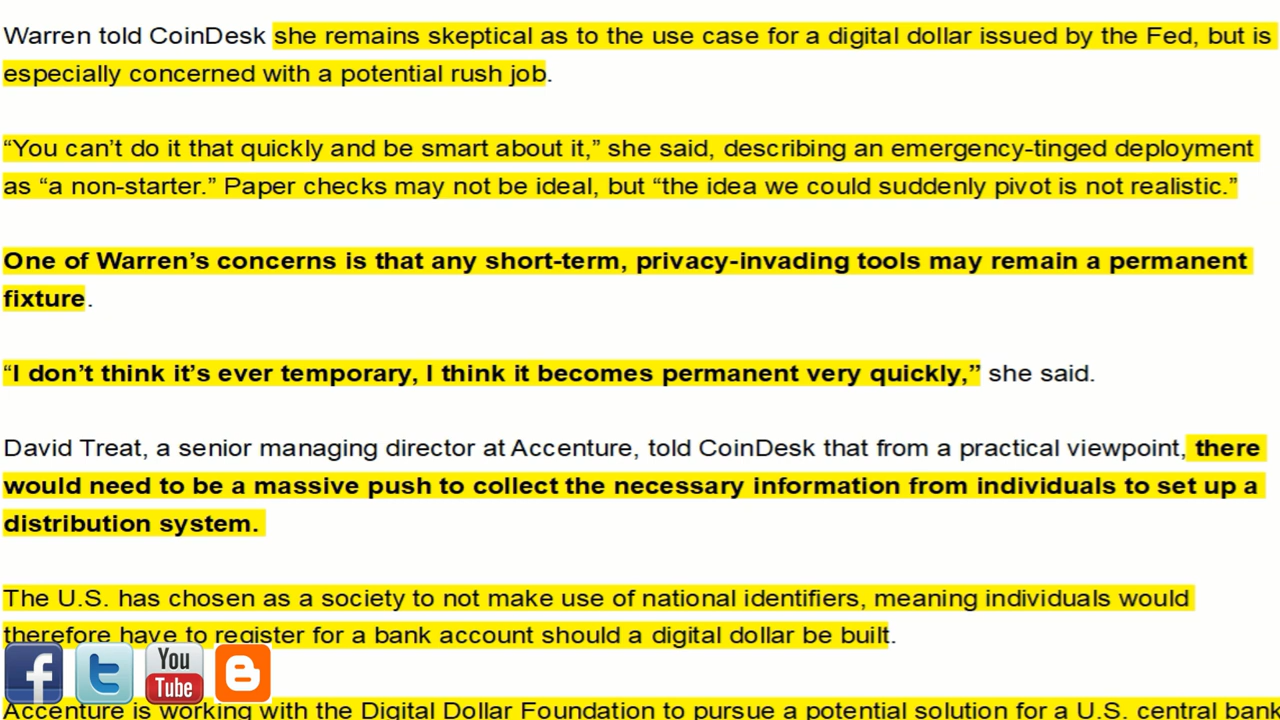 Warren told CoinDesk she remains skeptical as to the use case for a digital dollar issued by the Fed, but is
especially concerned with a potential rush job.
“You can’t do it that quickly and be smart about it,” she said, describing an emergency-tinged deployment
as “a non-starter.” Paper checks may not be ideal, but “the idea we could suddenly pivot is not realistic.”
One of Warren’s concerns is that any short-term, privacy-invading tools may remain a permanent
fixture.
“I don’t think it’s ever temporary, I think it becomes permanent very quickly,” she said.
David Treat, a senior managing director at Accenture, told CoinDesk that from a practical viewpoint, there
would need to be a massive push to collect the necessary information from individuals to set up a
distribution system.
The U.S. has chosen as a society to not make use of national identifiers, meaning individuals would
therefore have to register for a bank account should a digital dollar be built.
f t You Tube B
Accenture is working with the Digital Dollar Foundation to pursue a potential solution for a U.S. central bank